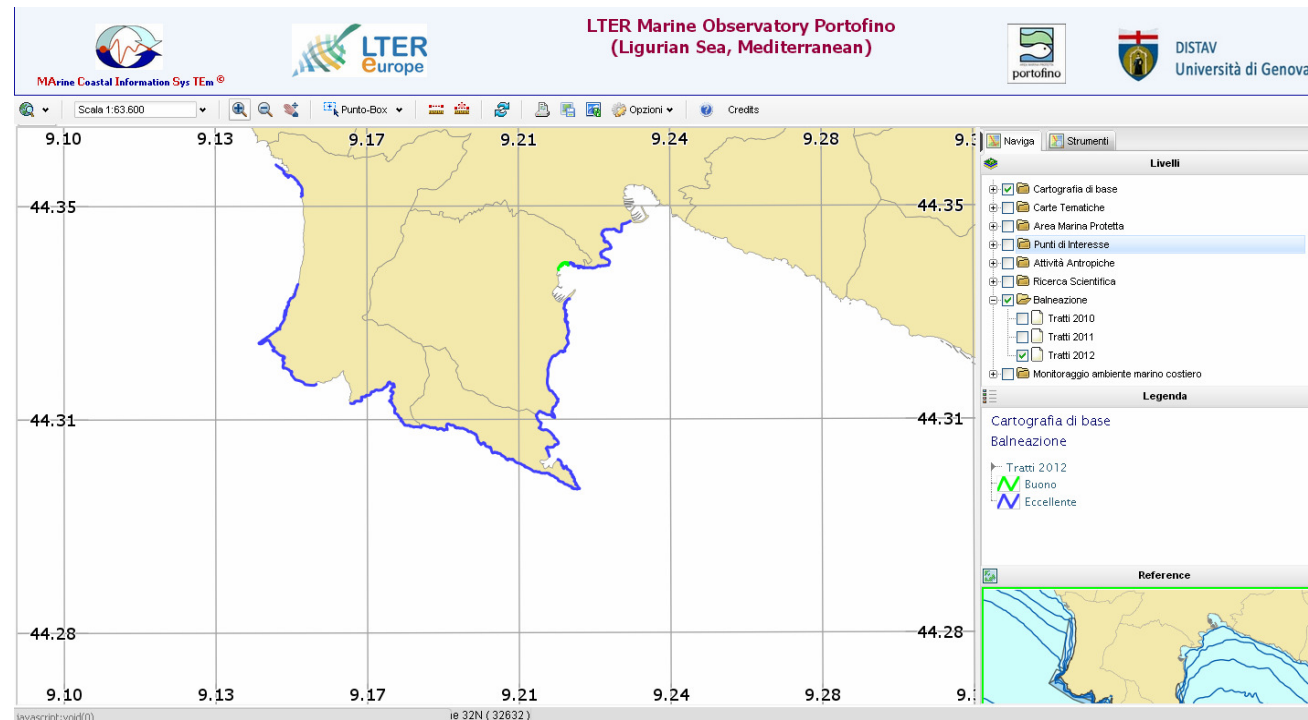 LTER Marine Observatory Portofino
(Ligurian Sea, Mediterranean)
MArine Coastal Information Sys TEm ©
LTER
europe
portofino
DISTAV
Università di Genova
Scala 1:63.600
Punto-Box
Opzioni
Credits
9.10 9.13 9.17 9.21 9.24 9.28 9.
44.35 44.35
44.31 44.31
44.28 44.28
9.10 9.13 9.17 9.21 9.24 9.28 9.
Naviga Strumenti
Livelli
Cartografia di base
Carte Tematiche
Area Marina Protetta
Punti di Interesse
Attività Antropiche
Ricerca Scientifica
Balneazione
Tratti 2010
Tratti 2011
Tratti 2012
Monitoraggio ambiente marino costiero
Legenda
Cartografia di base
Balneazione
Tratti 2012
Buono
Eccellente
Reference
javascript:void(0)
ie 32N ( 32632 )